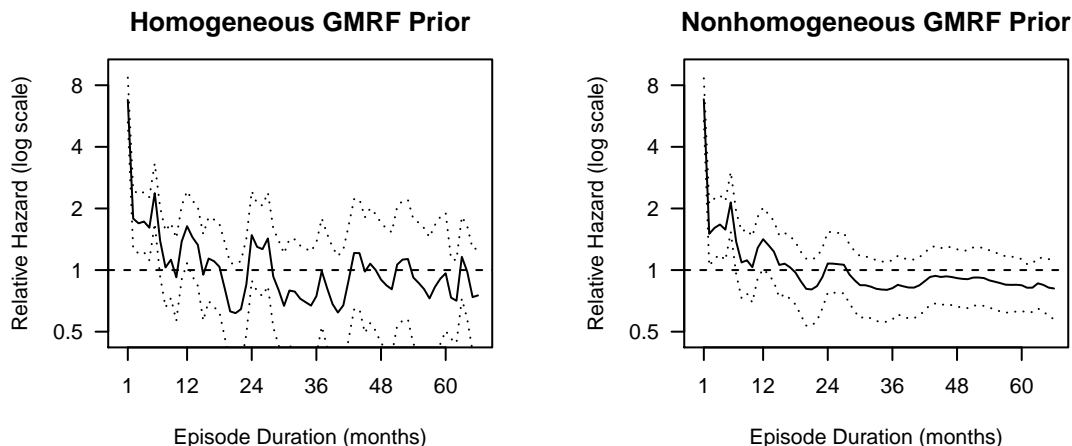 Homogeneous GMRF Prior
Relative Hazard (log scale)
8
4
2
1
0.5
1 12 24 36 48 60
Episode Duration (months)
Nonhomogeneous GMRF Prior
Relative Hazard (log scale)
8
4
2
1
0.5
1 12 24 36 48 60
Episode Duration (months)